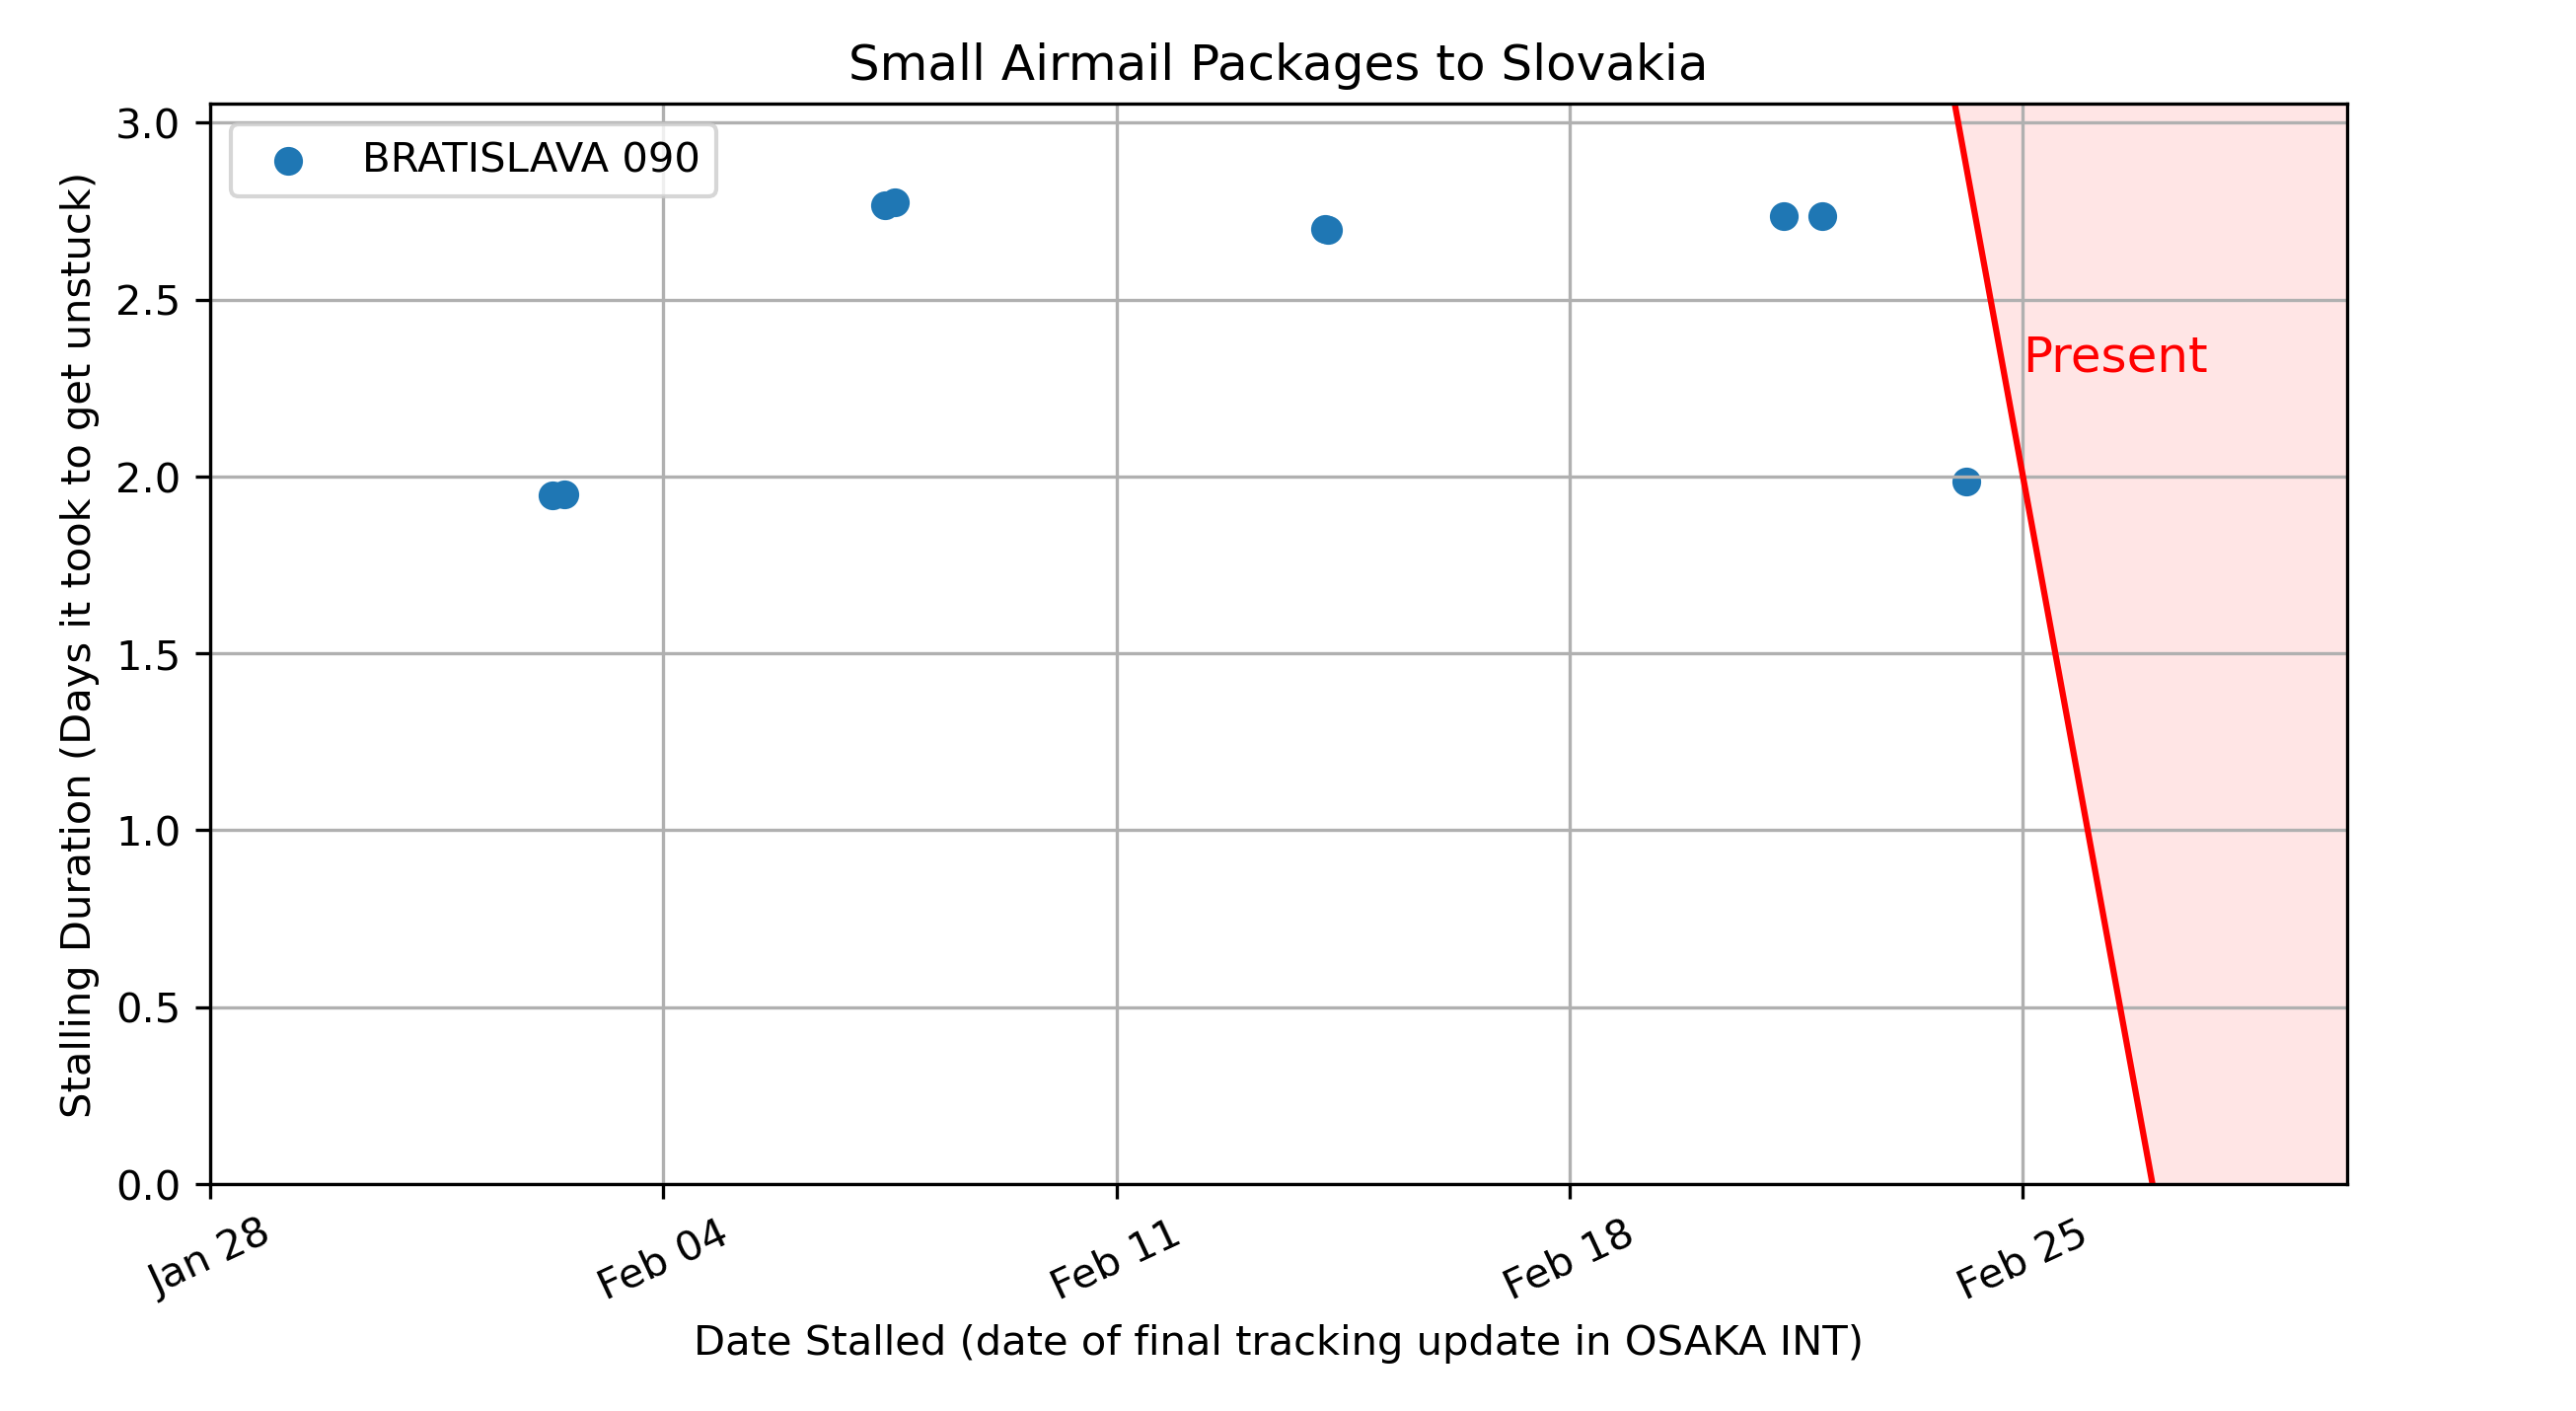 Small Airmail Packages to Slovakia
BRATISLAVA 090
Present
Stalling Duration (Days it took to get unstuck)
3.0
2.5
2.0
1.5
1.0
0.5
0.0
Jan 28
Feb 04
Feb 11
Feb 18
Feb 25
Date Stalled (date of final tracking update in OSAKA INT)